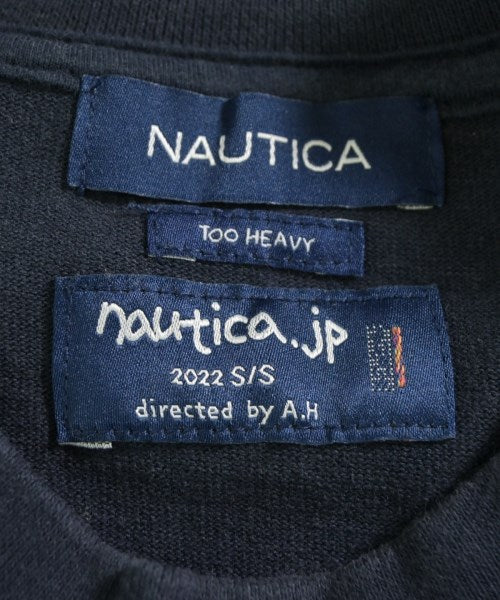 NAUTICA
TOO HEAVY
nautica.jp
2022 S/S
directed by A.H